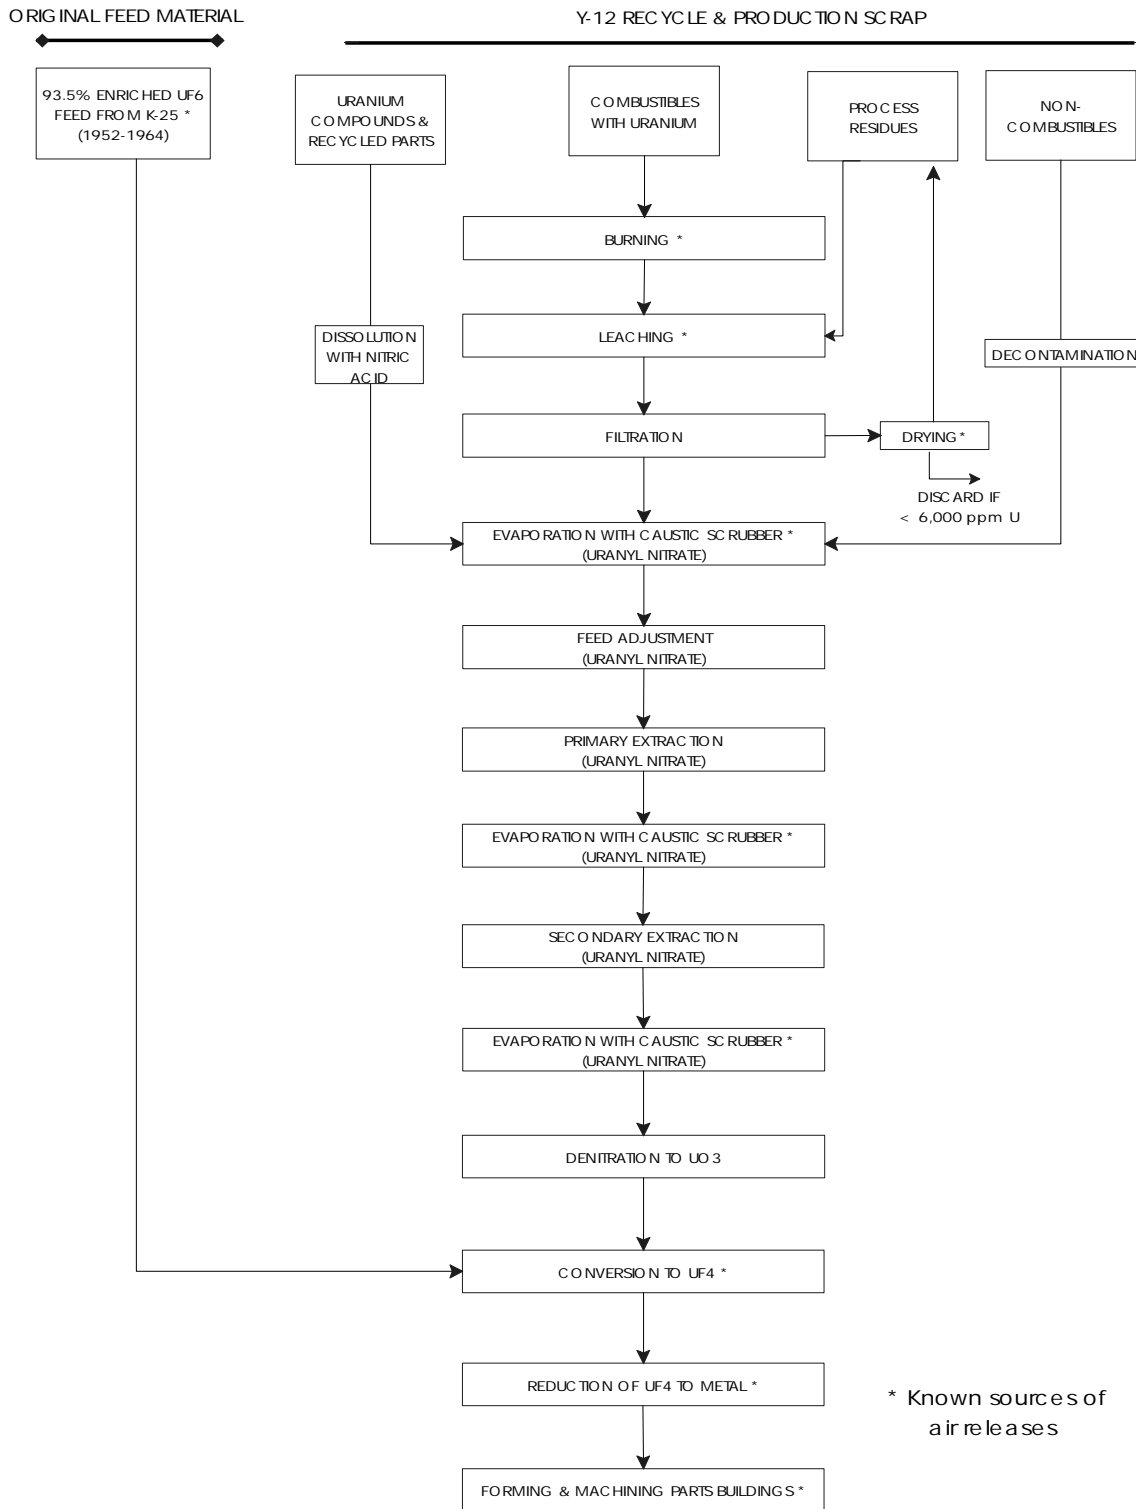 ORIGINAL FEED MATERIAL
Y-12 RECYCLE & PRODUCTION SCRAP
93.5% ENRICHED UF6
FEED FROM K-25 *
(1952-1964)
URANIUM
COMPOUNDS &
RECYCLED PARTS
COMBUSTIBLES
WITH URANIUM
PROCESS
RESIDUES
NON-
COMBUSTIBLES
BURNING *
DISSOLUTION
WITH NITRIC
ACID
LEACHING *
DECONTAMINATION
FILTRATION
DRYING *
DISCARD IF
< 6,000 ppm U
EVAPORATION WITH CAUSTIC SCRUBBER *
(URANYL NITRATE)
FEED ADJUSTMENT
(URANYL NITRATE)
PRIMARY EXTRACTION
(URANYL NITRATE)
EVAPORATION WITH CAUSTIC SCRUBBER *
(URANYL NITRATE)
SECONDARY EXTRACTION
(URANYL NITRATE)
EVAPORATION WITH CAUSTIC SCRUBBER *
(URANYL NITRATE)
DENITRATION TO UO3
CONVERSION TO UF4 *
REDUCTION OF UF4 TO METAL *
* Known sources of
air releases
FORMING & MACHINING PARTS BUILDINGS *